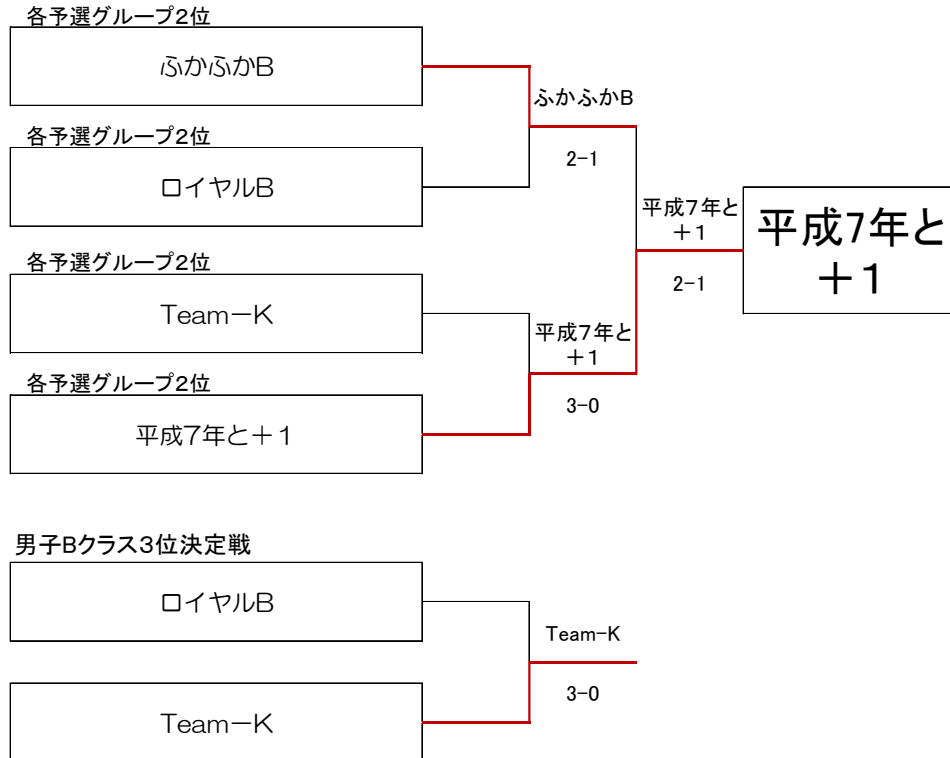 各予選グループ2位
ふかふかB
ふかふかB
各予選グループ2位
2-1
ロイヤルB
平成7年と
＋1
平成7年と
＋1
各予選グループ2位
2-1
Team－K
平成7年と
＋1
各予選グループ2位
3-0
平成7年と＋1
男子Bクラス3位決定戦
ロイヤルB
Team-K
3-0
Team－K